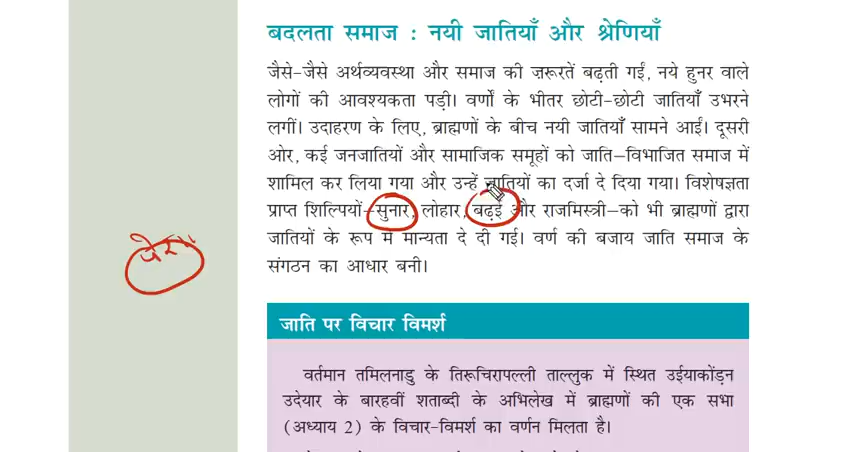 बदलता समाज : नयी जातियाँ और श्रेणियाँ
जैसे-जैसे अर्थव्यवस्था और समाज की ज़रूरतें बढ़ती गईं, नये हुनर वाले
लोगों की आवश्यकता पड़ी। वर्णों के भीतर छोटी-छोटी जातियाँ उभरने
लगीं। उदाहरण के लिए, ब्राह्मणों के बीच नयी जातियाँ सामने आईं। दूसरी
ओर, कई जनजातियों और सामाजिक समूहों को जाति–विभाजित समाज में
शामिल कर लिया गया और उन्हें जातियों का दर्जा दे दिया गया। विशेषज्ञता
प्राप्त शिल्पियों–सुनार, लोहार, बढ़ई और राजमिस्त्री–को भी ब्राह्मणों द्वारा
जातियों के रूप में मान्यता दे दी गई। वर्ण की बजाय जाति समाज के
संगठन का आधार बनी।
जाति पर विचार विमर्श
वर्तमान तमिलनाडु के तिरूचिरापल्ली ताल्लुक में स्थित उईयाकोंड़न
उदेयार के बारहवीं शताब्दी के अभिलेख में ब्राह्मणों की एक सभा
(अध्याय 2) के विचार-विमर्श का वर्णन मिलता है।